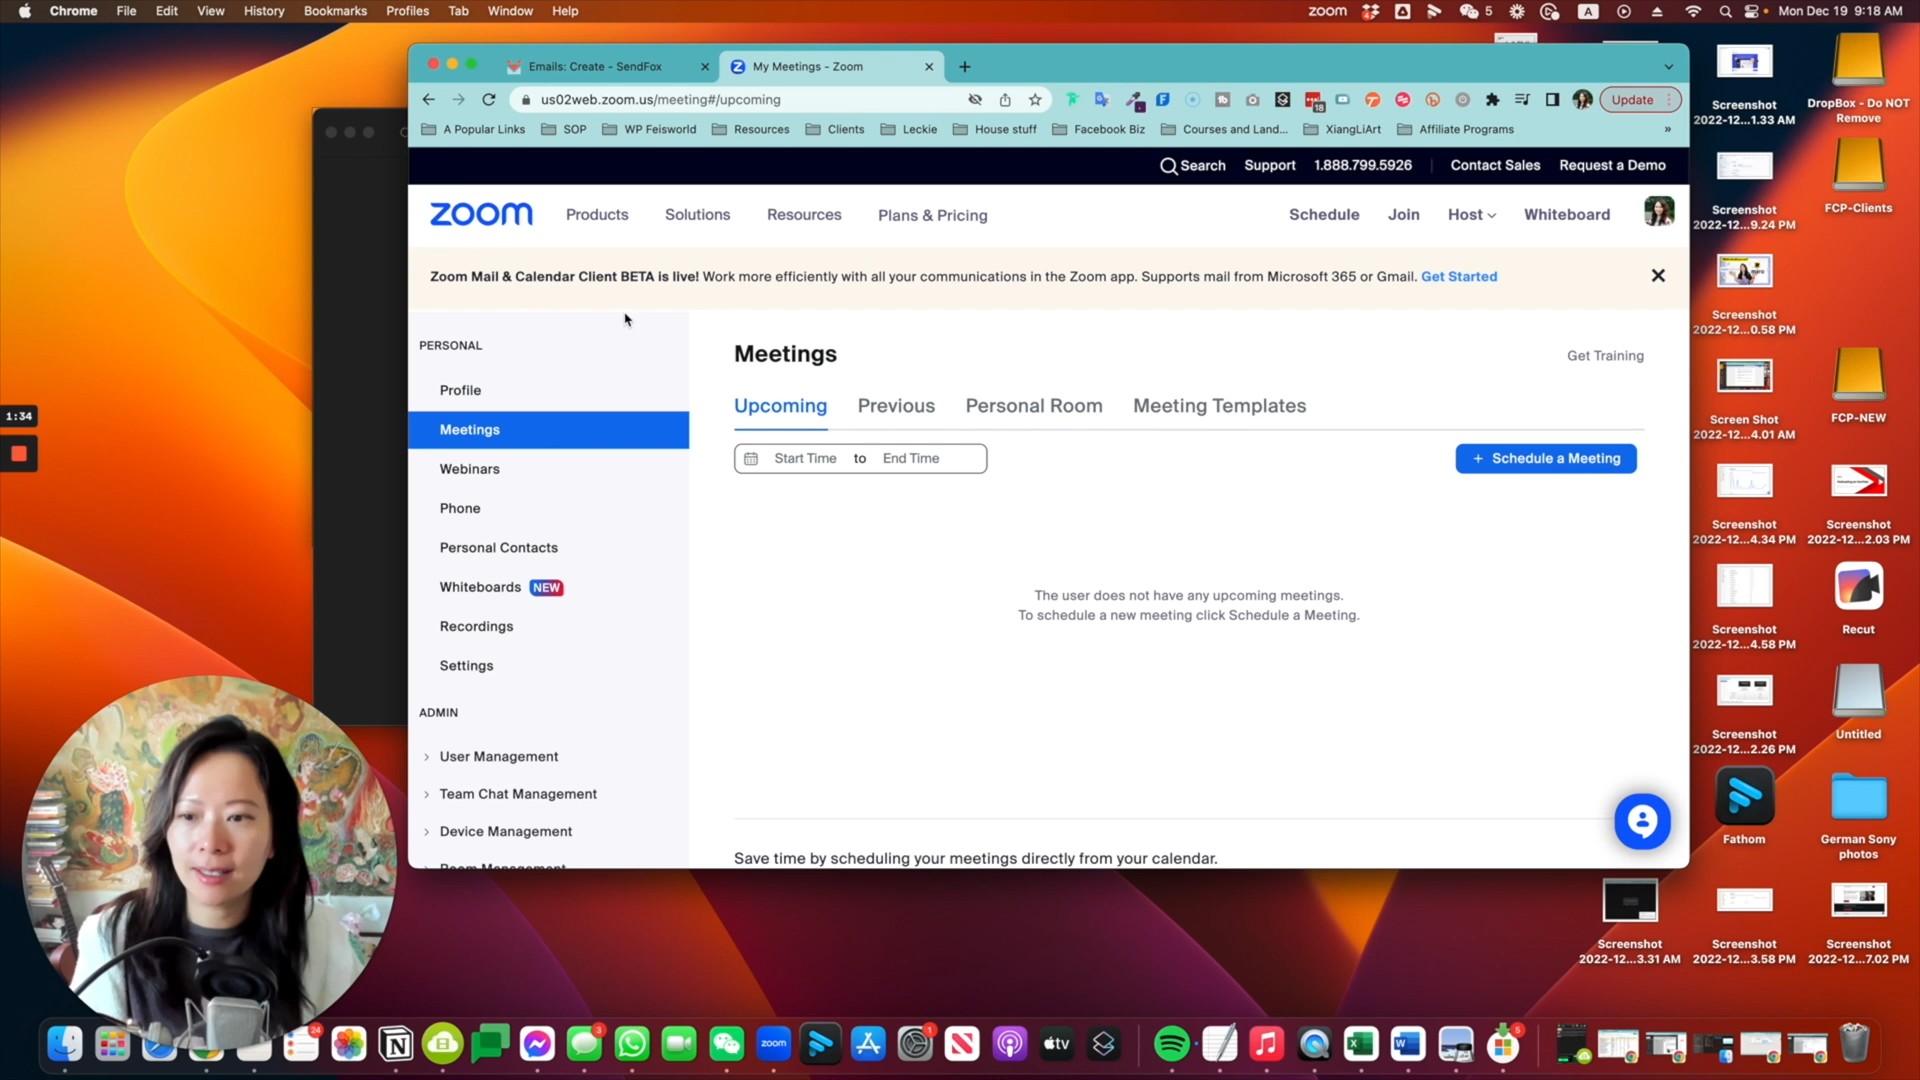 Chrome File Edit View History Bookmarks Profiles Tab Window Help
zoom 5 A Mon Dec 19 9:18 AM
Emails: Create - SendFox
My Meetings - Zoom
us02web.zoom.us/meeting#/upcoming
18
Update
A Popular Links SOP WP Feisworld Resources Clients Leckie House stuff Facebook Biz Courses and Land... XiangLiArt Affiliate Programs »
Search Support 1.888.799.5926 Contact Sales Request a Demo
zoom Products Solutions Resources Plans & Pricing Schedule Join Host Whiteboard
Zoom Mail & Calendar Client BETA is live! Work more efficiently with all your communications in the Zoom app. Supports mail from Microsoft 365 or Gmail. Get Started
PERSONAL
Profile
Meetings
Webinars
Phone
Personal Contacts
Whiteboards NEW
Recordings
Settings
ADMIN
User Management
Team Chat Management
Device Management
Meetings
Get Training
Upcoming Previous Personal Room Meeting Templates
Start Time to End Time
+ Schedule a Meeting
The user does not have any upcoming meetings.
To schedule a new meeting click Schedule a Meeting.
Save time by scheduling your meetings directly from your calendar.
1:34
Screenshot
2022-12...1.33 AM
DropBox - Do NOT
Remove
Screenshot
2022-12...9.24 PM
FCP-Clients
Screenshot
2022-12...0.58 PM
Screen Shot
2022-12...4.01 AM
FCP-NEW
Screenshot
2022-12...4.34 PM
Screenshot
2022-12...2.03 PM
Screenshot
2022-12...4.58 PM
Recut
Screenshot
2022-12...2.26 PM
Untitled
Fathom
German Sony
photos
Screenshot
2022-12...3.31 AM
Screenshot
2022-12...3.58 PM
Screenshot
2022-12...7.02 PM
24
3
zoom
1
tv
5